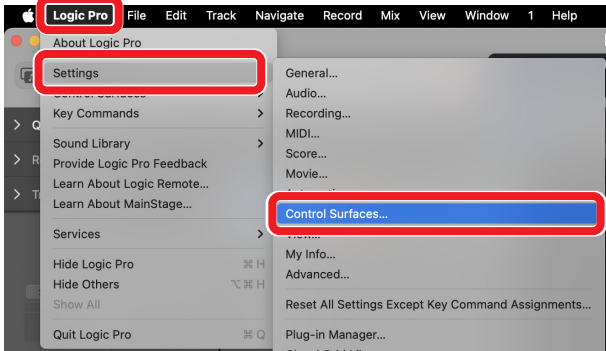 Logic Pro File Edit Track Navigate Record Mix View Window 1 Help
About Logic Pro
Settings
Control Surfaces
Key Commands
Sound Library
Provide Logic Pro Feedback
Learn About Logic Remote...
Learn About MainStage...
Services
Hide Logic Pro ⌘ H
Hide Others ⌥ ⌘ H
Show All
Quit Logic Pro ⌘ Q
General...
Audio...
Recording...
MIDI...
Score...
Movie...
Control Surfaces...
View...
My Info...
Advanced...
Reset All Settings Except Key Command Assignments...
Plug-in Manager...